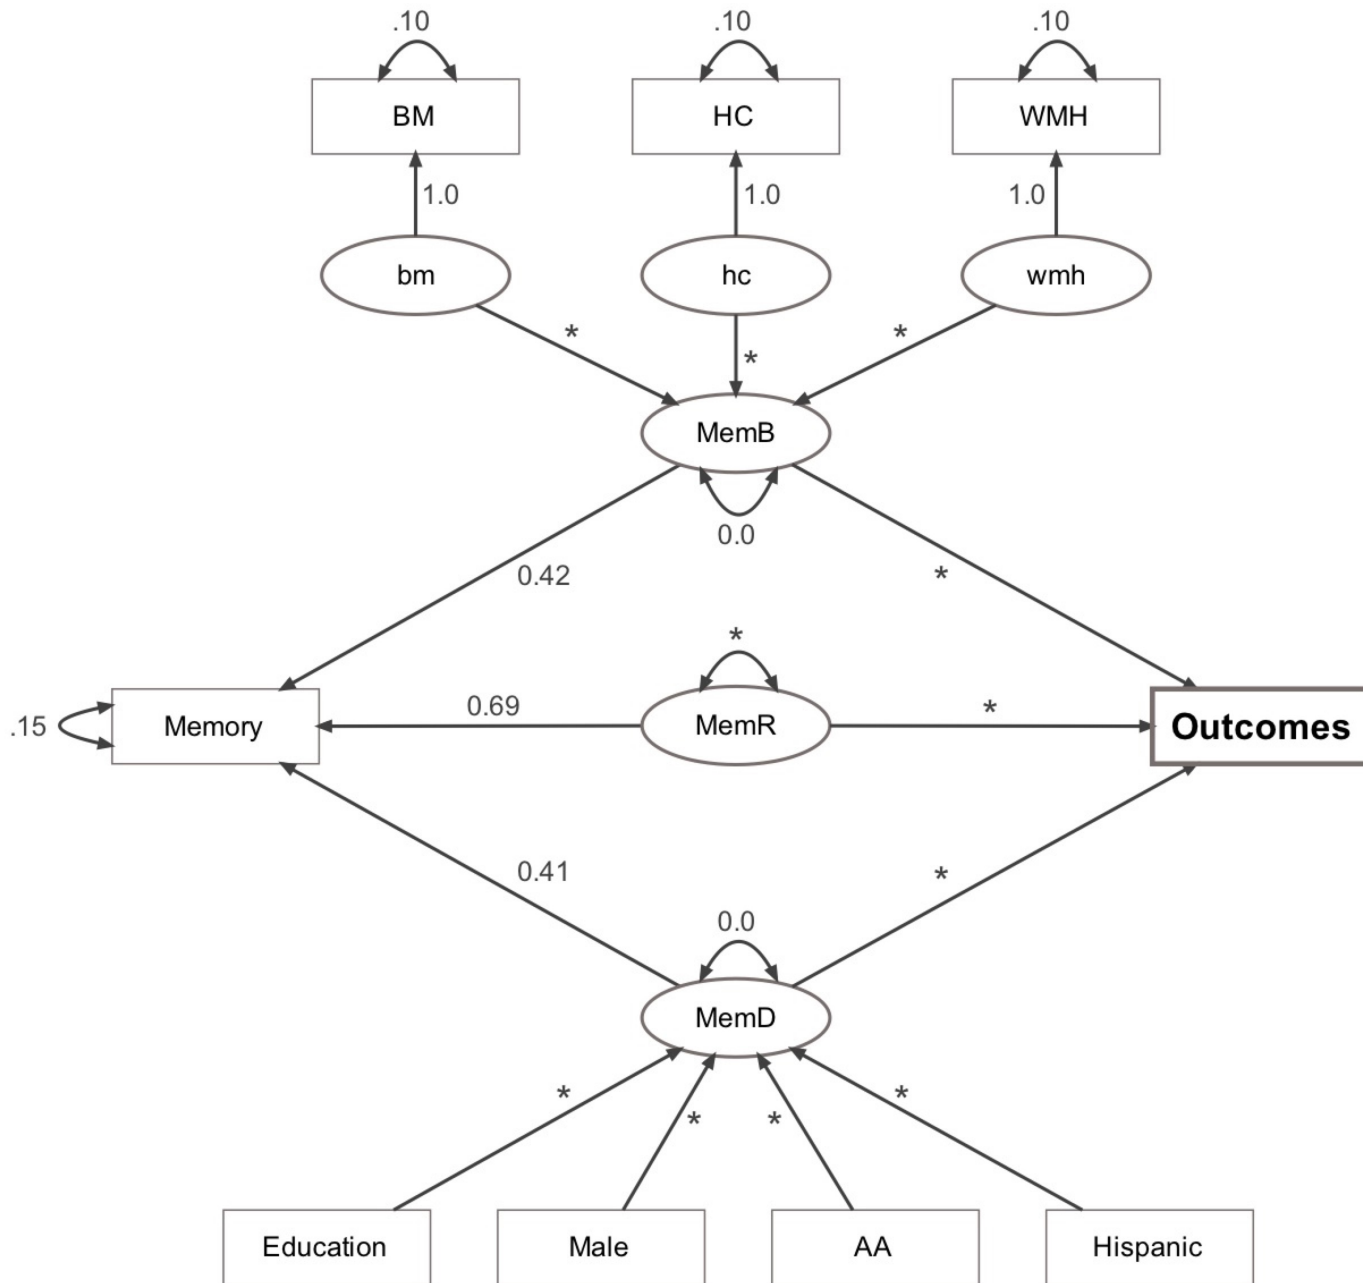 .10 .10 .10
BM HC WMH
1.0 1.0 1.0
bm hc wmh
* * *
MemB
0.0
0.42 *
*
.15 Memory 0.69 MemR * Outcomes
0.41 *
0.0
MemD
* * * *
Education Male AA Hispanic